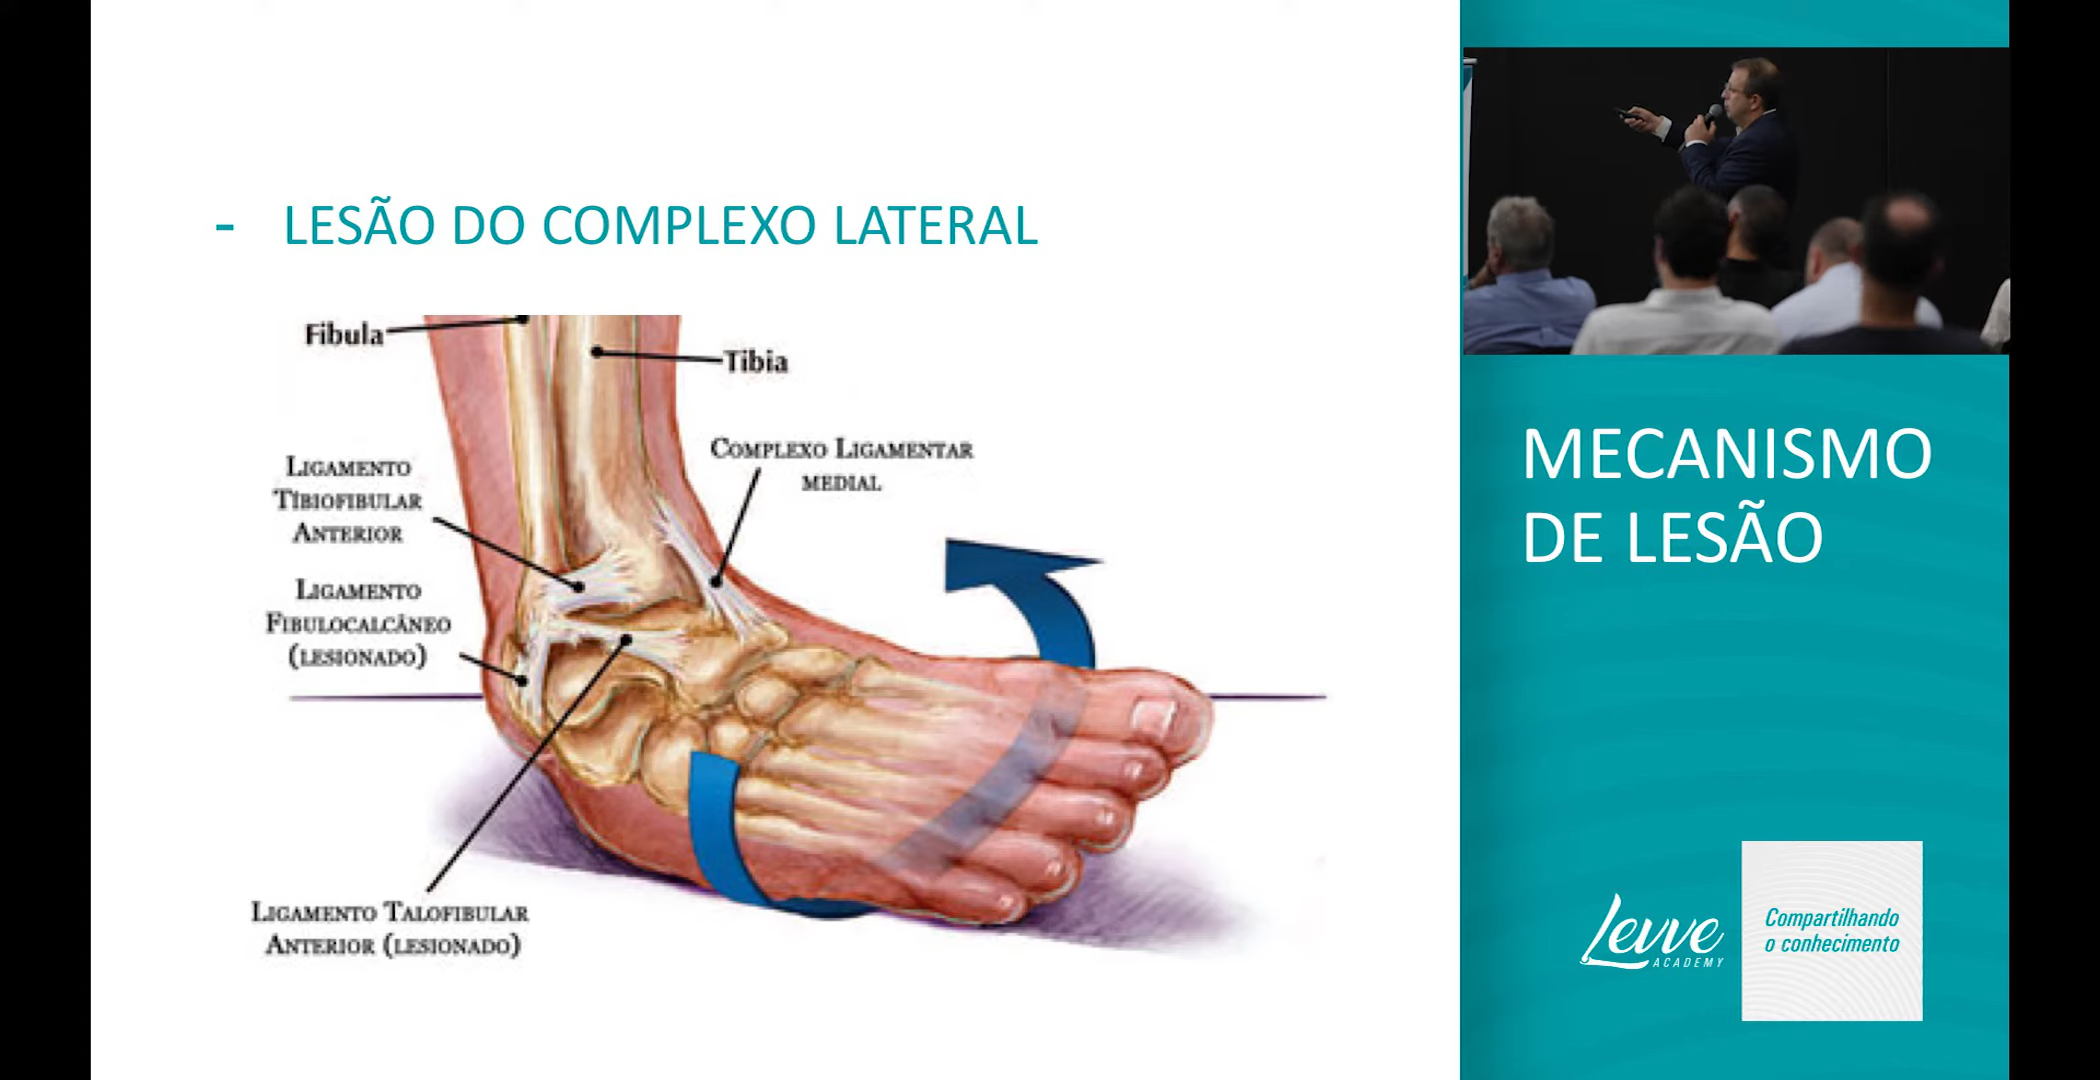 - LESÃO DO COMPLEXO LATERAL
Fibula
Tibia
COMPLEXO LIGAMENTAR
MEDIAL
LIGAMENTO
TIBIOFIBULAR
ANTERIOR
LIGAMENTO
FIBULOCALCÂNEO
(LESIONADO)
LIGAMENTO TALOFIBULAR
ANTERIOR (LESIONADO)
MECANISMO
DE LESÃO
Levve
ACADEMY
Compartilhando
o conhecimento